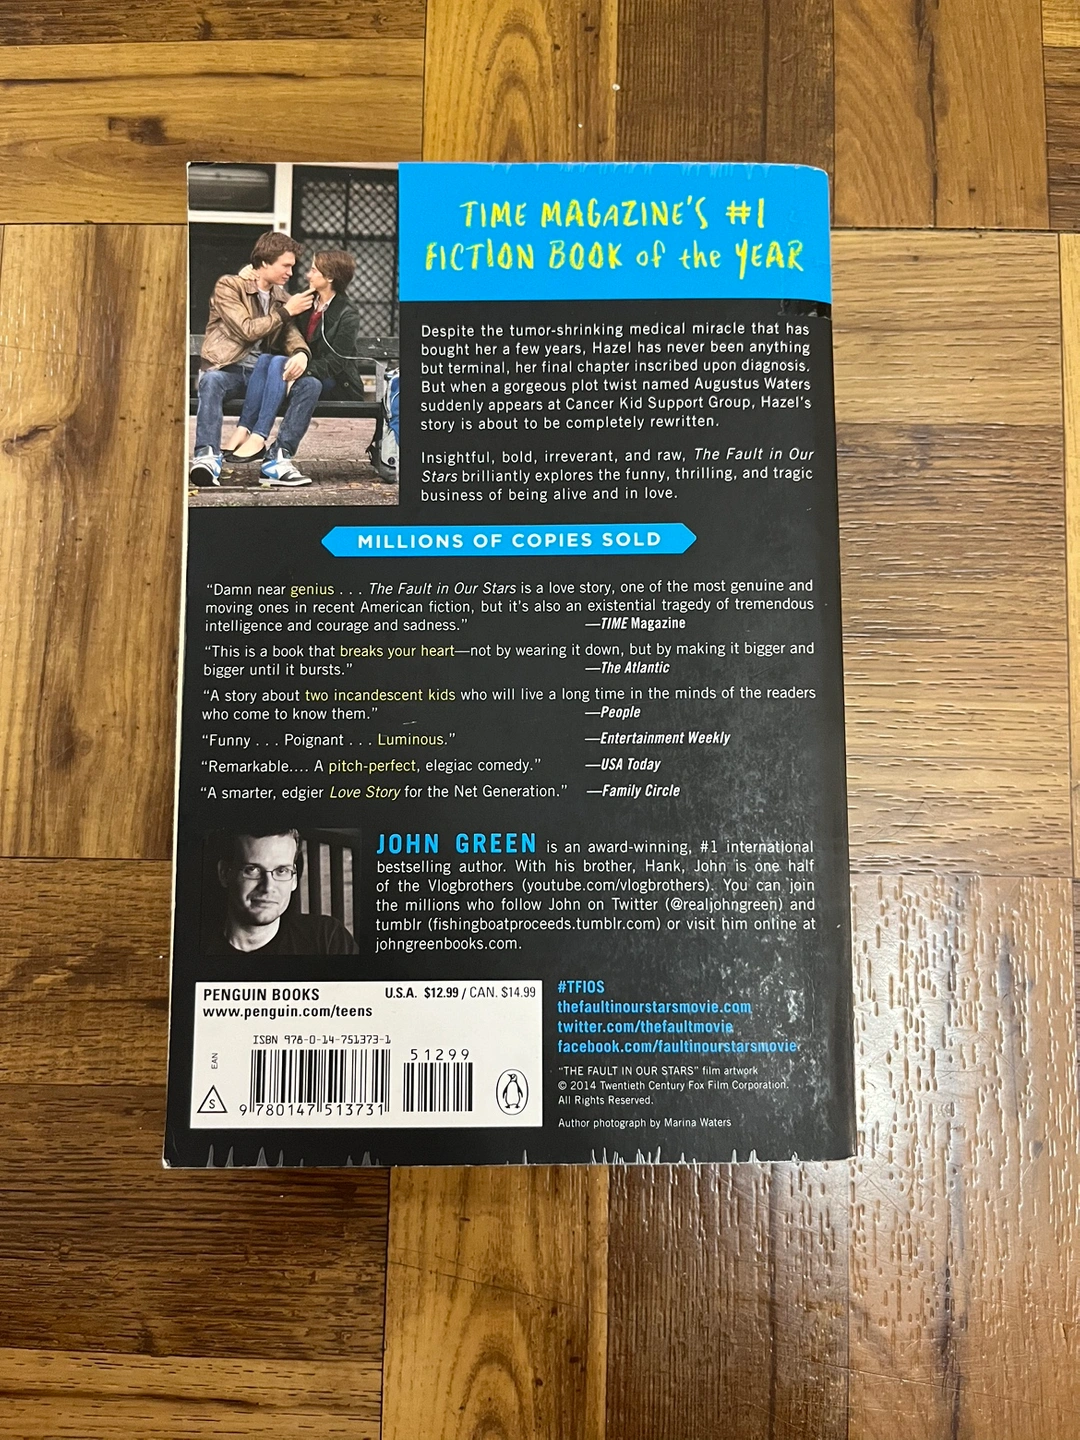 TIME MAGAZINE'S #1
FICTION BOOK of the YEAR
Despite the tumor-shrinking medical miracle that has
bought her a few years, Hazel has never been anything
but terminal, her final chapter inscribed upon diagnosis.
But when a gorgeous plot twist named Augustus Waters
suddenly appears at Cancer Kid Support Group, Hazel's
story is about to be completely rewritten.
Insightful, bold, irreverant, and raw, The Fault in Our
Stars brilliantly explores the funny, thrilling, and tragic
business of being alive and in love.
MILLIONS OF COPIES SOLD
“Damn near genius . . . The Fault in Our Stars is a love story, one of the most genuine and
moving ones in recent American fiction, but it's also an existential tragedy of tremendous
intelligence and courage and sadness.” —TIME Magazine
“This is a book that breaks your heart—not by wearing it down, but by making it bigger and
bigger until it bursts.” —The Atlantic
“A story about two incandescent kids who will live a long time in the minds of the readers
who come to know them.” —People
“Funny . . . Poignant . . . Luminous.” —Entertainment Weekly
“Remarkable.... A pitch-perfect, elegiac comedy.” —USA Today
“A smarter, edgier Love Story for the Net Generation.” —Family Circle
JOHN GREEN is an award-winning, #1 international
bestselling author. With his brother, Hank, John is one half
of the Vlogbrothers (youtube.com/vlogbrothers). You can join
the millions who follow John on Twitter (@realjohngreen) and
tumblr (fishingboatproceeds.tumblr.com) or visit him online at
johngreenbooks.com.
PENGUIN BOOKS U.S.A. $12.99 / CAN. $14.99
www.penguin.com/teens
ISBN 978-0-14-751373-1
51299
EAN
S
9 780147 513731
#TFIOS
thefaultinourstarsmovie.com
twitter.com/thefaultmovie
facebook.com/faultinourstarsmovie
“THE FAULT IN OUR STARS” film artwork
© 2014 Twentieth Century Fox Film Corporation.
All Rights Reserved.
Author photograph by Marina Waters